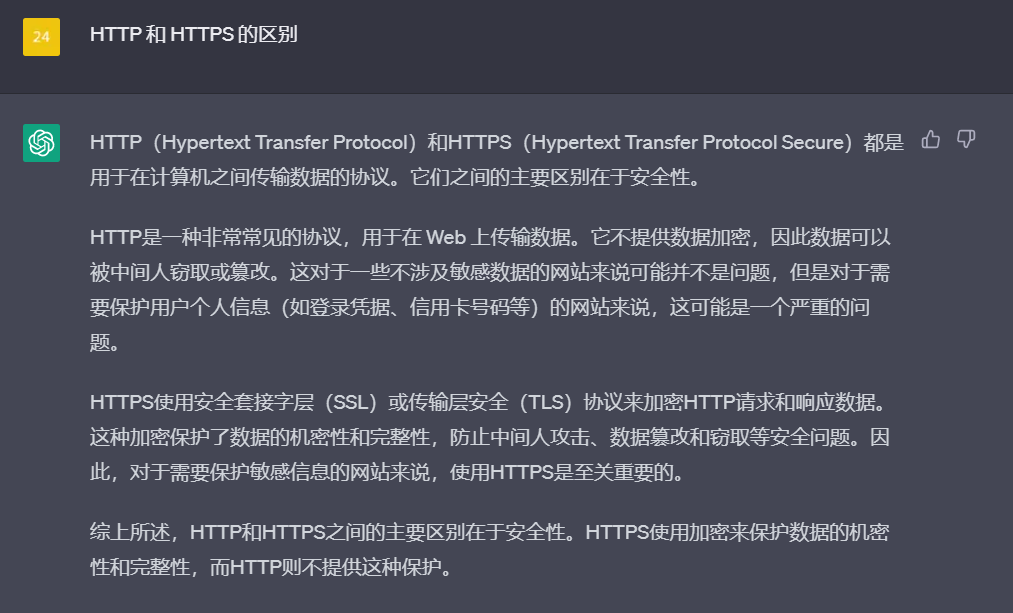 24
HTTP 和 HTTPS 的区别
HTTP（Hypertext Transfer Protocol）和HTTPS（Hypertext Transfer Protocol Secure）都是
用于在计算机之间传输数据的协议。它们之间的主要区别在于安全性。
HTTP是一种非常常见的协议，用于在 Web 上传输数据。它不提供数据加密，因此数据可以
被中间人窃取或篡改。这对于一些不涉及敏感数据的网站来说可能并不是问题，但是对于需
要保护用户个人信息（如登录凭据、信用卡号码等）的网站来说，这可能是一个严重的问
题。
HTTPS使用安全套接字层（SSL）或传输层安全（TLS）协议来加密HTTP请求和响应数据。
这种加密保护了数据的机密性和完整性，防止中间人攻击、数据篡改和窃取等安全问题。因
此，对于需要保护敏感信息的网站来说，使用HTTPS是至关重要的。
综上所述，HTTP和HTTPS之间的主要区别在于安全性。HTTPS使用加密来保护数据的机密
性和完整性，而HTTP则不提供这种保护。